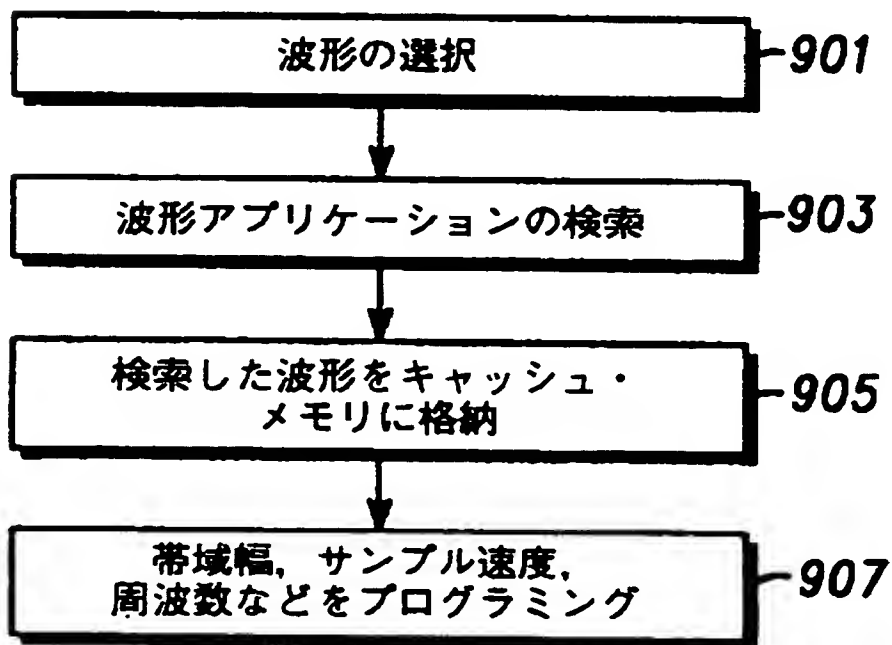 波形の選択
901
波形アプリケーションの検索
903
検索した波形をキャッシュ・
メモリに格納
905
帯域幅，サンプル速度，
周波数などをプログラミング
907